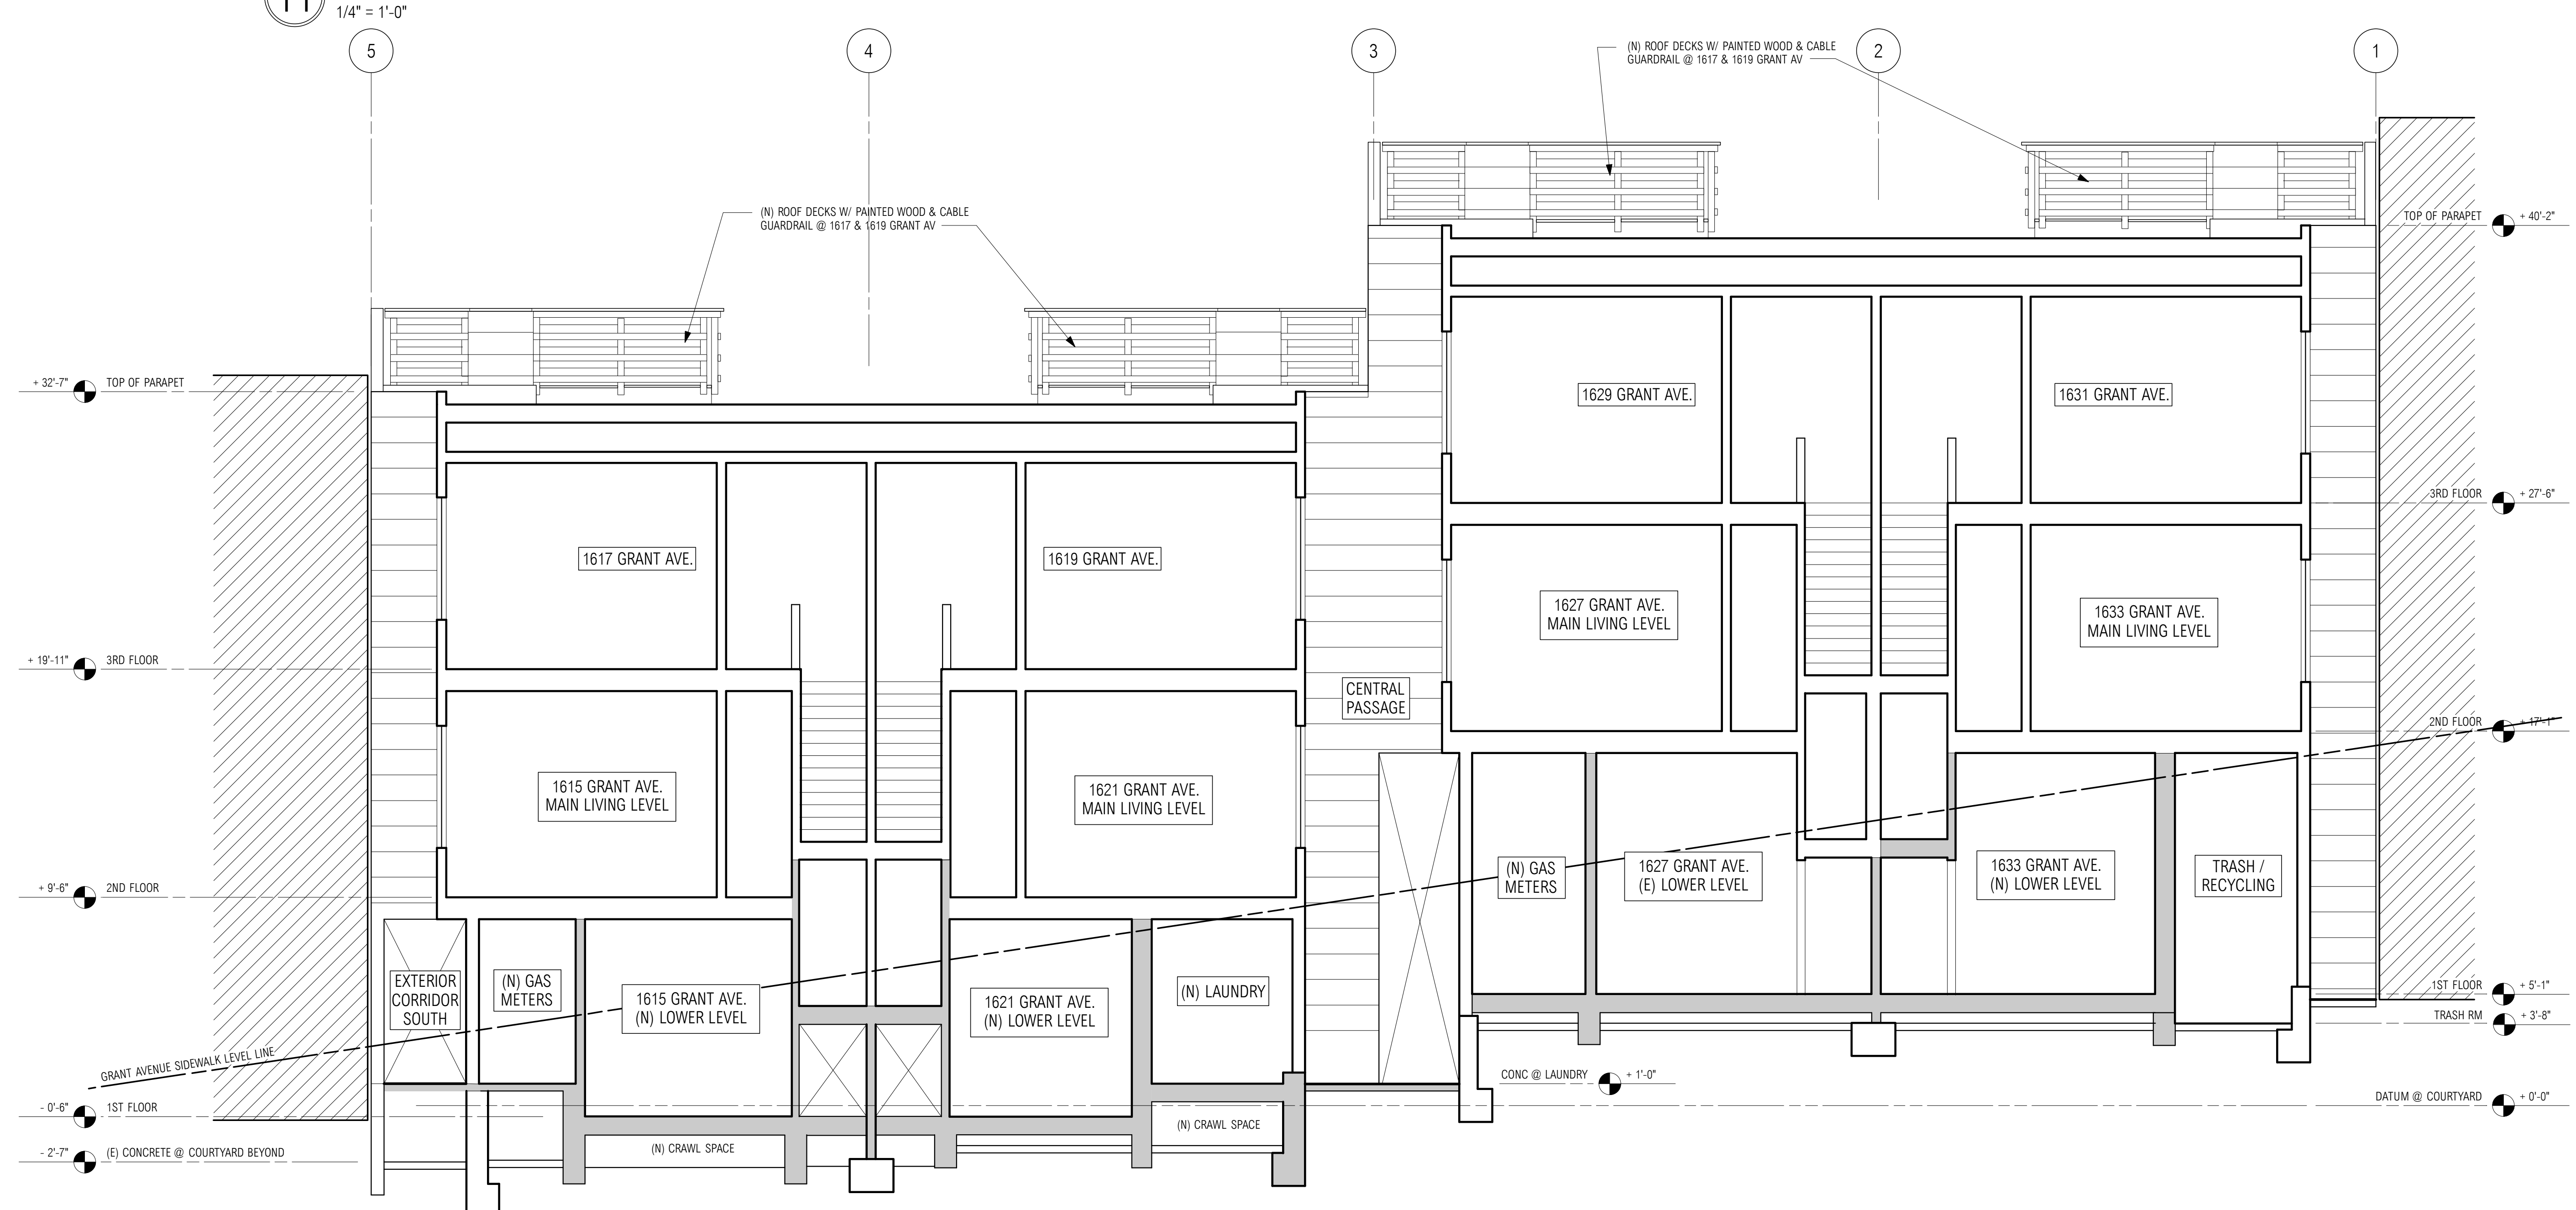 1/4" = 1'-0"
5
4
3
2
1
(N) ROOF DECKS W/ PAINTED WOOD & CABLE
GUARDRAIL @ 1617 & 1619 GRANT AV
(N) ROOF DECKS W/ PAINTED WOOD & CABLE
GUARDRAIL @ 1617 & 1619 GRANT AV
TOP OF PARAPET + 40'-2"
+ 32'-7" TOP OF PARAPET
1629 GRANT AVE.
1631 GRANT AVE.
3RD FLOOR + 27'-6"
1617 GRANT AVE.
1619 GRANT AVE.
1627 GRANT AVE.
MAIN LIVING LEVEL
1633 GRANT AVE.
MAIN LIVING LEVEL
+ 19'-11" 3RD FLOOR
CENTRAL
PASSAGE
2ND FLOOR + 17'-1"
1615 GRANT AVE.
MAIN LIVING LEVEL
1621 GRANT AVE.
MAIN LIVING LEVEL
(N) GAS
METERS
1627 GRANT AVE.
(E) LOWER LEVEL
1633 GRANT AVE.
(N) LOWER LEVEL
TRASH /
RECYCLING
+ 9'-6" 2ND FLOOR
EXTERIOR
CORRIDOR
SOUTH
(N) GAS
METERS
1615 GRANT AVE.
(N) LOWER LEVEL
1621 GRANT AVE.
(N) LOWER LEVEL
(N) LAUNDRY
1ST FLOOR + 5'-1"
TRASH RM + 3'-8"
GRANT AVENUE SIDEWALK LEVEL LINE
CONC @ LAUNDRY + 1'-0"
DATUM @ COURTYARD + 0'-0"
- 0'-6" 1ST FLOOR
(N) CRAWL SPACE
(N) CRAWL SPACE
- 2'-7" (E) CONCRETE @ COURTYARD BEYOND